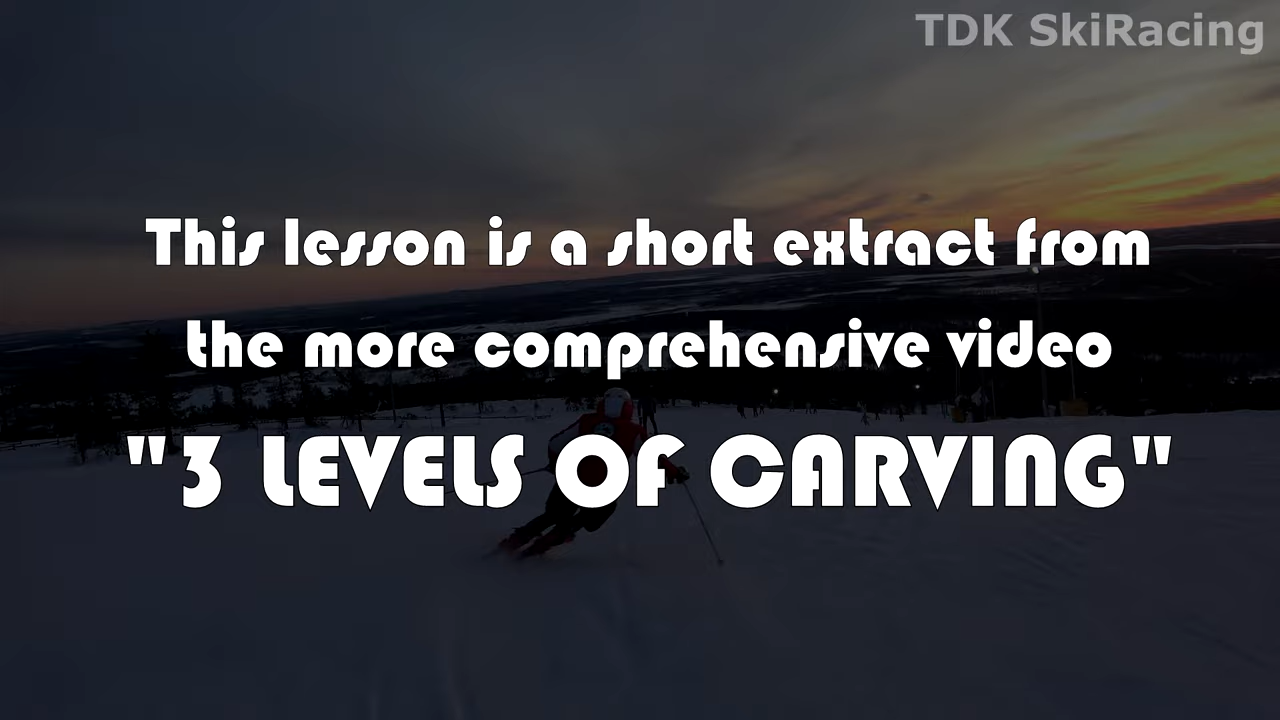 TDK SkiRacing
This lesson is a short extract from
the more comprehensive video
"3 LEVELS OF CARVING"